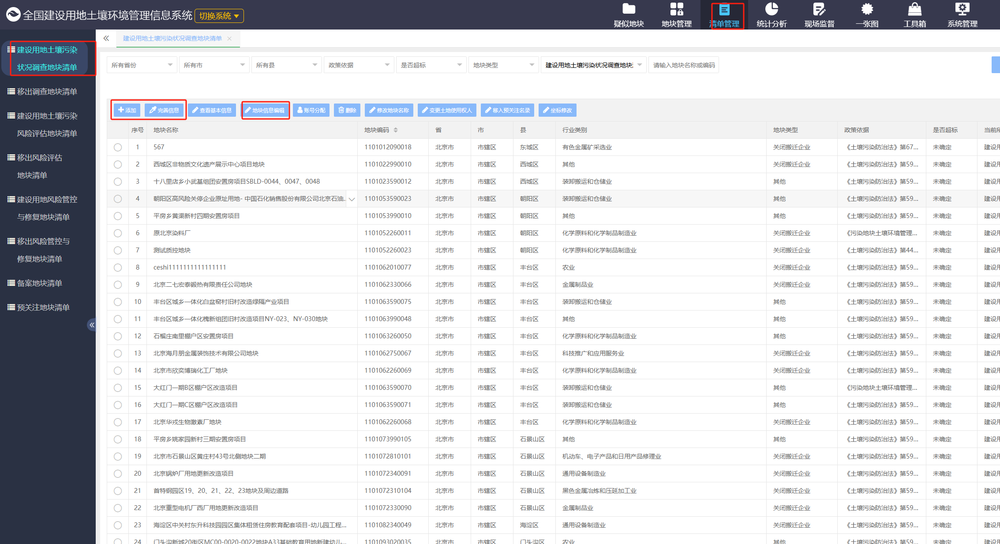 全国建设用地土壤环境管理信息系统 切换系统
疑似地块 地块管理 清单管理 统计分析 现场监督 一张图 工具箱 系统管理
建设用地土壤污染
状况调查地块清单
移出调查地块清单
建设用地土壤污染
风险评估地块清单
移出风险评估
地块清单
建设用地风险管控
与修复地块清单
移出风险管控与
修复地块清单
备案地块清单
预关注地块清单
建设用地土壤污染状况调查地块清单
所有省份 所有市 所有县 政策依据 是否超标 地块类型 建设用地土壤污染状况调查地块 请输入地块名称或编码
添加 完善信息 查看基本信息 地块信息编辑 账号分配 删除 修改地块名称 变更土地使用权人 移入预关注名录 坐标修改
序号 地块名称 地块编码 省 市 县 行业类别 地块类型 政策依据 是否超标 当前所
1 567 1101012090018 北京市 市辖区 东城区 有色金属矿采选业 关闭搬迁企业 《土壤污染防治法》第67... 未确定 建设用
2 西城区非物质文化遗产展示中心项目地块 1101022990010 北京市 市辖区 西城区 其他 关闭搬迁企业 《土壤污染防治法》第59... 未确定 建设用
3 十八里店乡小武基组团安置房项目SBLD-0044、0047、0048 1101023590012 北京市 市辖区 西城区 装卸搬运和仓储业 其他 《土壤污染防治法》第59... 未确定 建设用
4 朝阳区高风险关停企业原址用地- 中国石化销售股份有限公司北京石油... 1101053590023 北京市 市辖区 朝阳区 装卸搬运和仓储业 其他 《土壤污染防治法》第59... 未确定 建设用
5 平房乡黄渠新村四期安置房项目 1101053990010 北京市 市辖区 朝阳区 其他 其他 《土壤污染防治法》第59... 未确定 建设用
6 原北京染料厂 1101052260011 北京市 市辖区 朝阳区 化学原料和化学制品制造业 关闭搬迁企业 《污染地块土壤环境管理... 未确定 建设用
7 测试质控地块 1101052260023 北京市 市辖区 朝阳区 化学原料和化学制品制造业 关闭搬迁企业 《土壤污染防治法》第44... 未确定 建设用
8 ceshi1111111111111111 1101062010077 北京市 市辖区 丰台区 农业 关闭搬迁企业 《土壤污染防治法》第59... 未确定 建设用
9 北京二七宏泰锻热有限责任公司地块 1101062330066 北京市 市辖区 丰台区 金属制品业 关闭搬迁企业 《土壤污染防治法》第59... 未确定 建设用
10 丰台区城乡一体化白盆窑村旧村改造绿隔产业项目 1101063590075 北京市 市辖区 丰台区 装卸搬运和仓储业 其他 《土壤污染防治法》第59... 未确定 建设用
11 丰台区城乡一体化槐新组团旧村改造项目NY-023、NY-030地块 1101063990048 北京市 市辖区 丰台区 其他 其他 《土壤污染防治法》第59... 未确定 建设用
12 石榴庄南里棚户区安置房项目 1101063260050 北京市 市辖区 丰台区 化学原料和化学制品制造业 其他 《土壤污染防治法》第59... 未确定 建设用
13 北京海月朋金属装饰技术有限公司地块 1101062750067 北京市 市辖区 丰台区 科技推广和应用服务业 关闭搬迁企业 《土壤污染防治法》第59... 未确定 建设用
14 北京市欣奕博瑞化工厂地块 1101062260069 北京市 市辖区 丰台区 化学原料和化学制品制造业 关闭搬迁企业 《土壤污染防治法》第59... 未确定 建设用
15 大红门一期B区棚户区改造项目 1101063590070 北京市 市辖区 丰台区 装卸搬运和仓储业 其他 《污染地块土壤环境管理... 未确定 建设用
16 大红门一期C区棚户区改造项目 1101063590071 北京市 市辖区 丰台区 装卸搬运和仓储业 其他 《土壤污染防治法》第59... 未确定 建设用
17 北京华戎生物激素厂地块 1101062260068 北京市 市辖区 丰台区 化学原料和化学制品制造业 关闭搬迁企业 《土壤污染防治法》第59... 未确定 建设用
18 平房乡姚家园新村三期安置房项目 1101073990105 北京市 市辖区 石景山区 其他 其他 《土壤污染防治法》第59... 未确定 建设用
19 北京市石景山区黄庄村43号北侧地块二期 1101072810101 北京市 市辖区 石景山区 机动车、电子产品和日用产品修理业 关闭搬迁企业 《土壤污染防治法》第59... 未确定 建设用
20 北京锅炉厂用地更新改造项目 1101072340091 北京市 市辖区 石景山区 通用设备制造业 关闭搬迁企业 《土壤污染防治法》第59... 未确定 建设用
21 首特钢园区19、20、21、22、23地块及周边道路 1101072310104 北京市 市辖区 石景山区 黑色金属冶炼和压延加工业 关闭搬迁企业 《土壤污染防治法》第59... 未确定 建设用
22 北京重型电机厂西厂用地更新改造项目 1101072330090 北京市 市辖区 石景山区 金属制品业 关闭搬迁企业 《土壤污染防治法》第59... 未确定 建设用
23 海淀区中关村东升科技园园区集体租赁住房教育配套项目-幼儿园工程... 1101082340049 北京市 市辖区 海淀区 通用设备制造业 关闭搬迁企业 《土壤污染防治法》第59... 未确定 建设用
24 门头沟新城20街区MC00-0020-0022地块A33基础教育用地新建幼儿... 1101093020035 北京市 市辖区 门头沟区 农业 其他 《土壤污染防治法》第59... 未确定 建设用